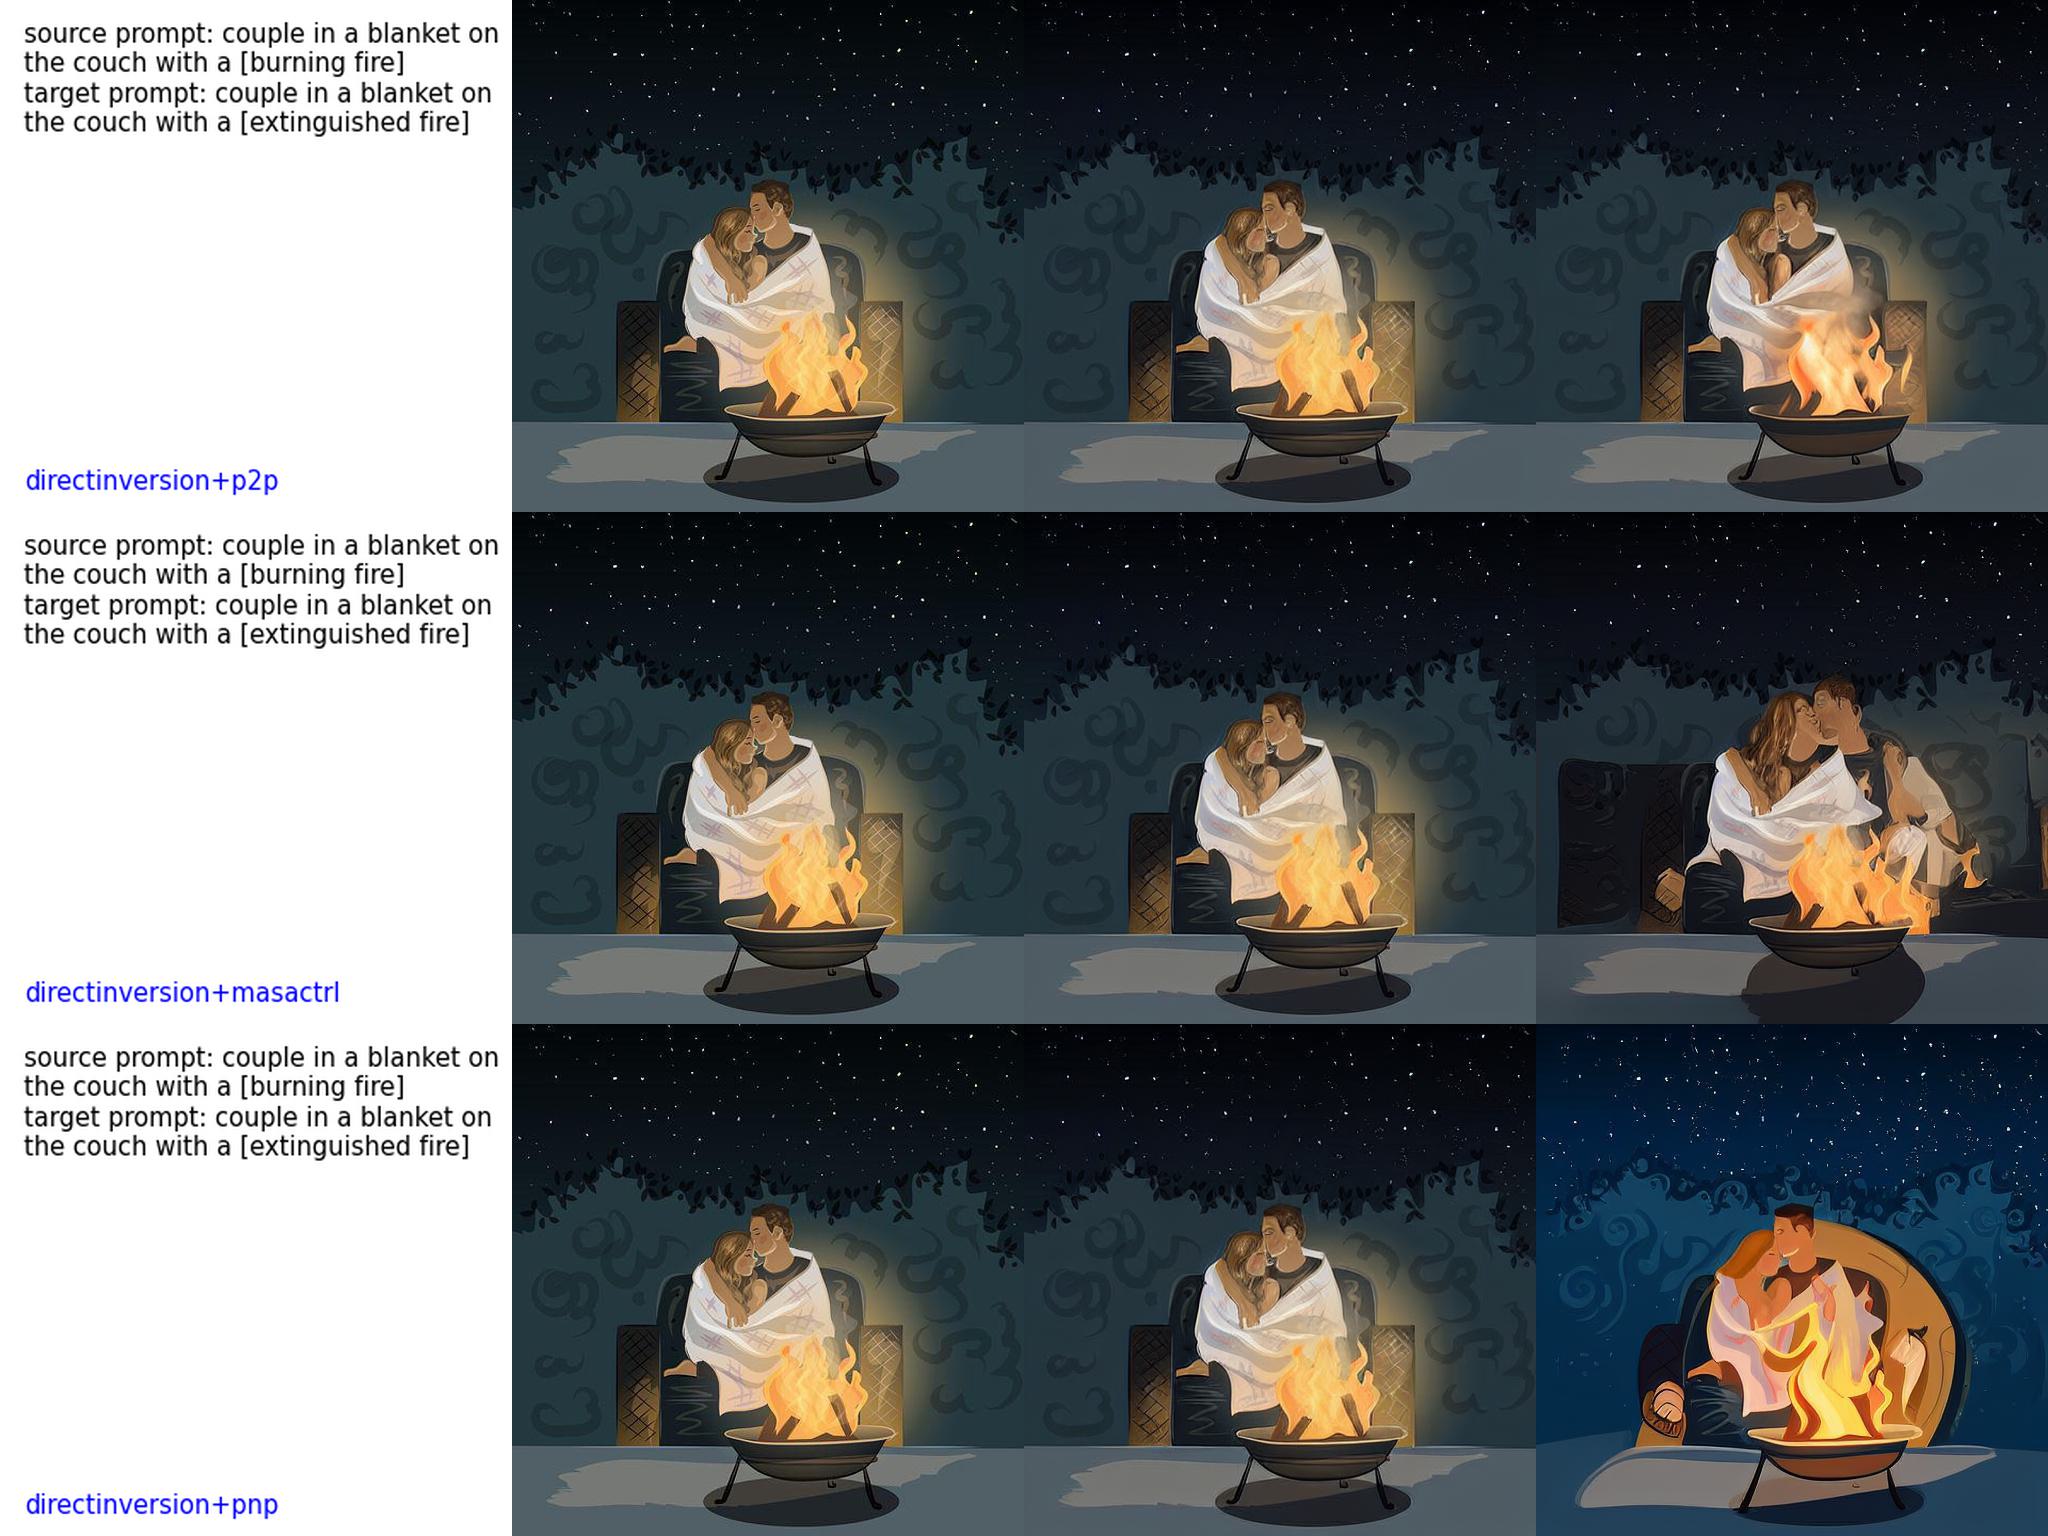 source prompt: couple in a blanket on
the couch with a [burning fire]
target prompt: couple in a blanket on
the couch with a [extinguished fire]
directinversion+p2p
source prompt: couple in a blanket on
the couch with a [burning fire]
target prompt: couple in a blanket on
the couch with a [extinguished fire]
directinversion+masactrl
source prompt: couple in a blanket on
the couch with a [burning fire]
target prompt: couple in a blanket on
the couch with a [extinguished fire]
directinversion+pnp